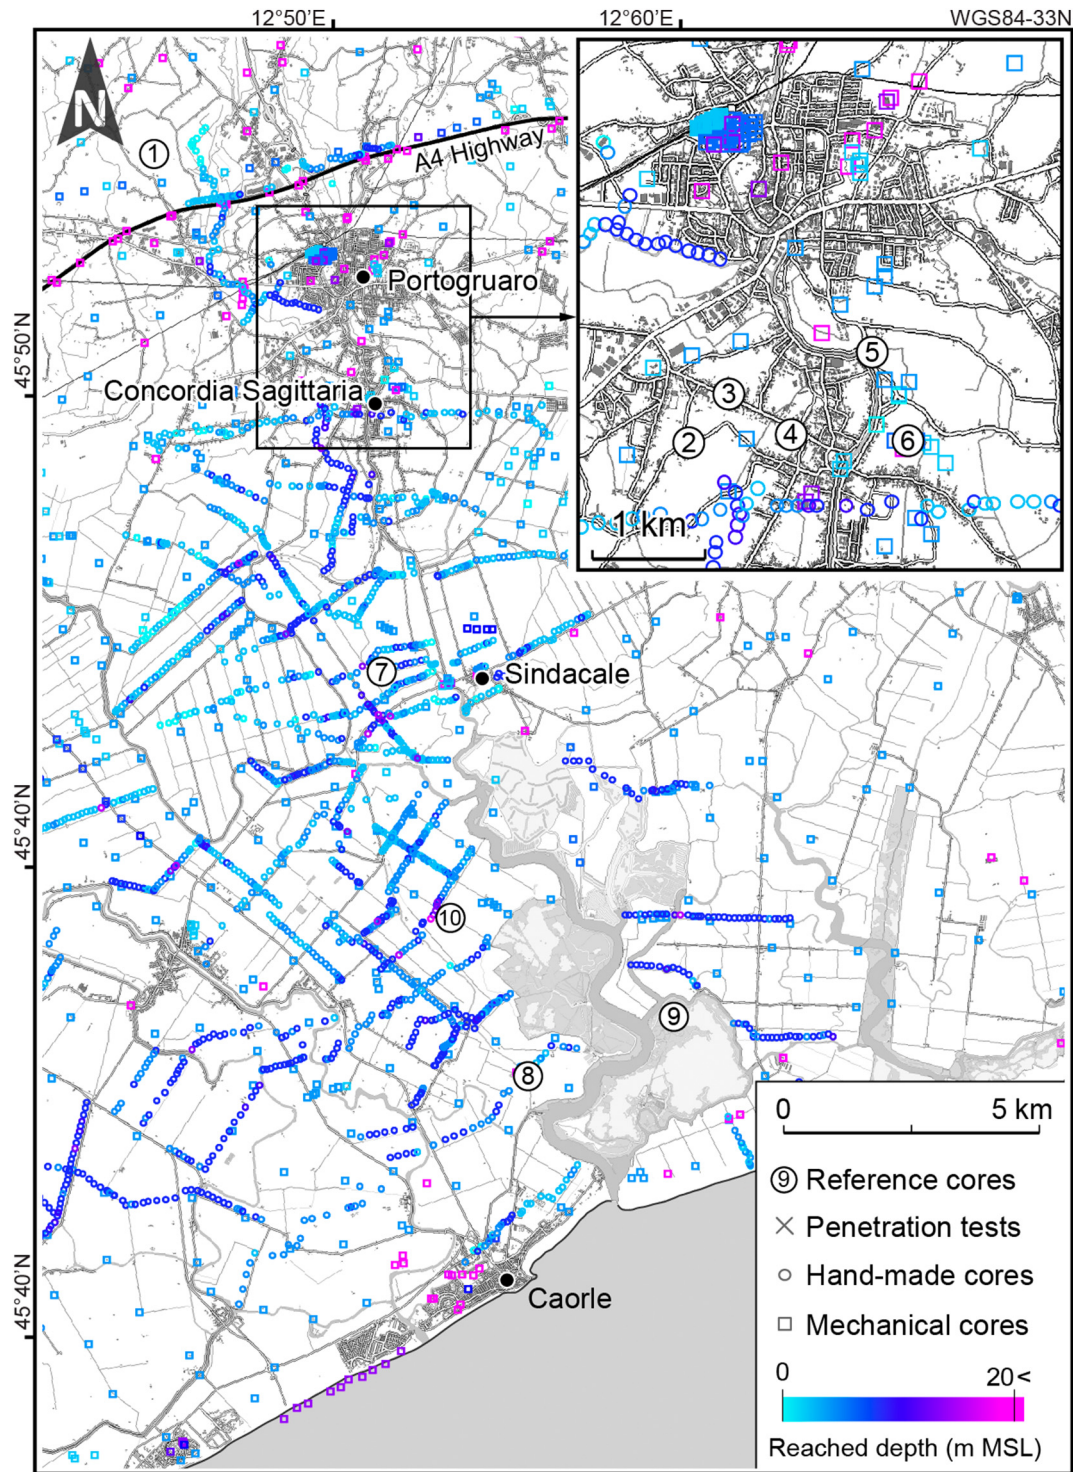 12°50'E
12°60'E
WGS84-33N
N
1
A4 Highway
Portogruaro
45°50'N
Concordia Sagittaria
5
3
2
4
6
1 km
7
Sindacale
45°40'N
10
9
8
0
5 km
9 Reference cores
Penetration tests
Hand-made cores
Mechanical cores
45°40'N
Caorle
0
20<
Reached depth (m MSL)